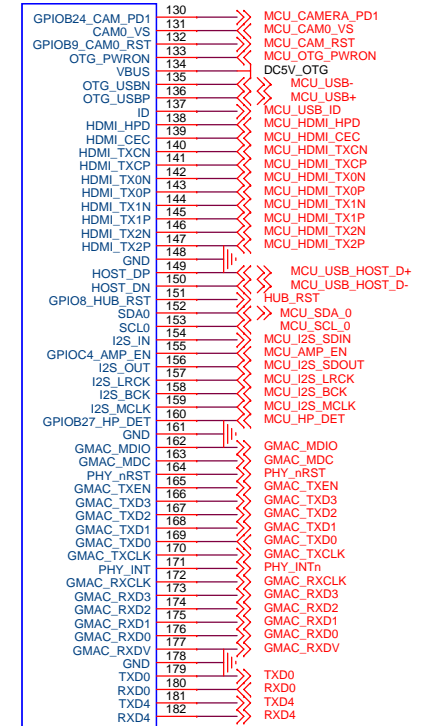 GPIOB24_CAM_PD1 130 MCU_CAMERA_PD1
CAM0_VS 131 MCU_CAM0_VS
GPIOB9_CAM0_RST 132 MCU_CAM_RST
OTG_PWRON 133 MCU_OTG_PWRON
VBUS 134 DC5V_OTG
OTG_USBN 135 MCU_USB-
OTG_USBP 136 MCU_USB+
ID 137 MCU_USB_ID
HDMI_HPD 138 MCU_HDMI_HPD
HDMI_CEC 139 MCU_HDMI_CEC
HDMI_TXCN 140 MCU_HDMI_TXCN
HDMI_TXCP 141 MCU_HDMI_TXCP
HDMI_TX0N 142 MCU_HDMI_TX0N
HDMI_TX0P 143 MCU_HDMI_TX0P
HDMI_TX1N 144 MCU_HDMI_TX1N
HDMI_TX1P 145 MCU_HDMI_TX1P
HDMI_TX2N 146 MCU_HDMI_TX2N
HDMI_TX2P 147 MCU_HDMI_TX2P
GND 148
HOST_DP 149 MCU_USB_HOST_D+
HOST_DN 150 MCU_USB_HOST_D-
GPIO8_HUB_RST 151 HUB_RST
SDA0 152 MCU_SDA_0
SCL0 153 MCU_SCL_0
I2S_IN 154 MCU_I2S_SDIN
GPIOC4_AMP_EN 155 MCU_AMP_EN
I2S_OUT 156 MCU_I2S_SDOUT
I2S_LRCK 157 MCU_I2S_LRCK
I2S_BCK 158 MCU_I2S_BCK
I2S_MCLK 159 MCU_I2S_MCLK
GPIOB27_HP_DET 160 MCU_HP_DET
GND 161
GMAC_MDIO 162 GMAC_MDIO
GMAC_MDC 163 GMAC_MDC
PHY_nRST 164 PHY_nRST
GMAC_TXEN 165 GMAC_TXEN
GMAC_TXD3 166 GMAC_TXD3
GMAC_TXD2 167 GMAC_TXD2
GMAC_TXD1 168 GMAC_TXD1
GMAC_TXD0 169 GMAC_TXD0
GMAC_TXCLK 170 GMAC_TXCLK
PHY_INT 171 PHY_INTn
GMAC_RXCLK 172 GMAC_RXCLK
GMAC_RXD3 173 GMAC_RXD3
GMAC_RXD2 174 GMAC_RXD2
GMAC_RXD1 175 GMAC_RXD1
GMAC_RXD0 176 GMAC_RXD0
GMAC_RXDV 177 GMAC_RXDV
GND 178
TXD0 179 TXD0
RXD0 180 RXD0
TXD4 181 TXD4
RXD4 182 RXD4